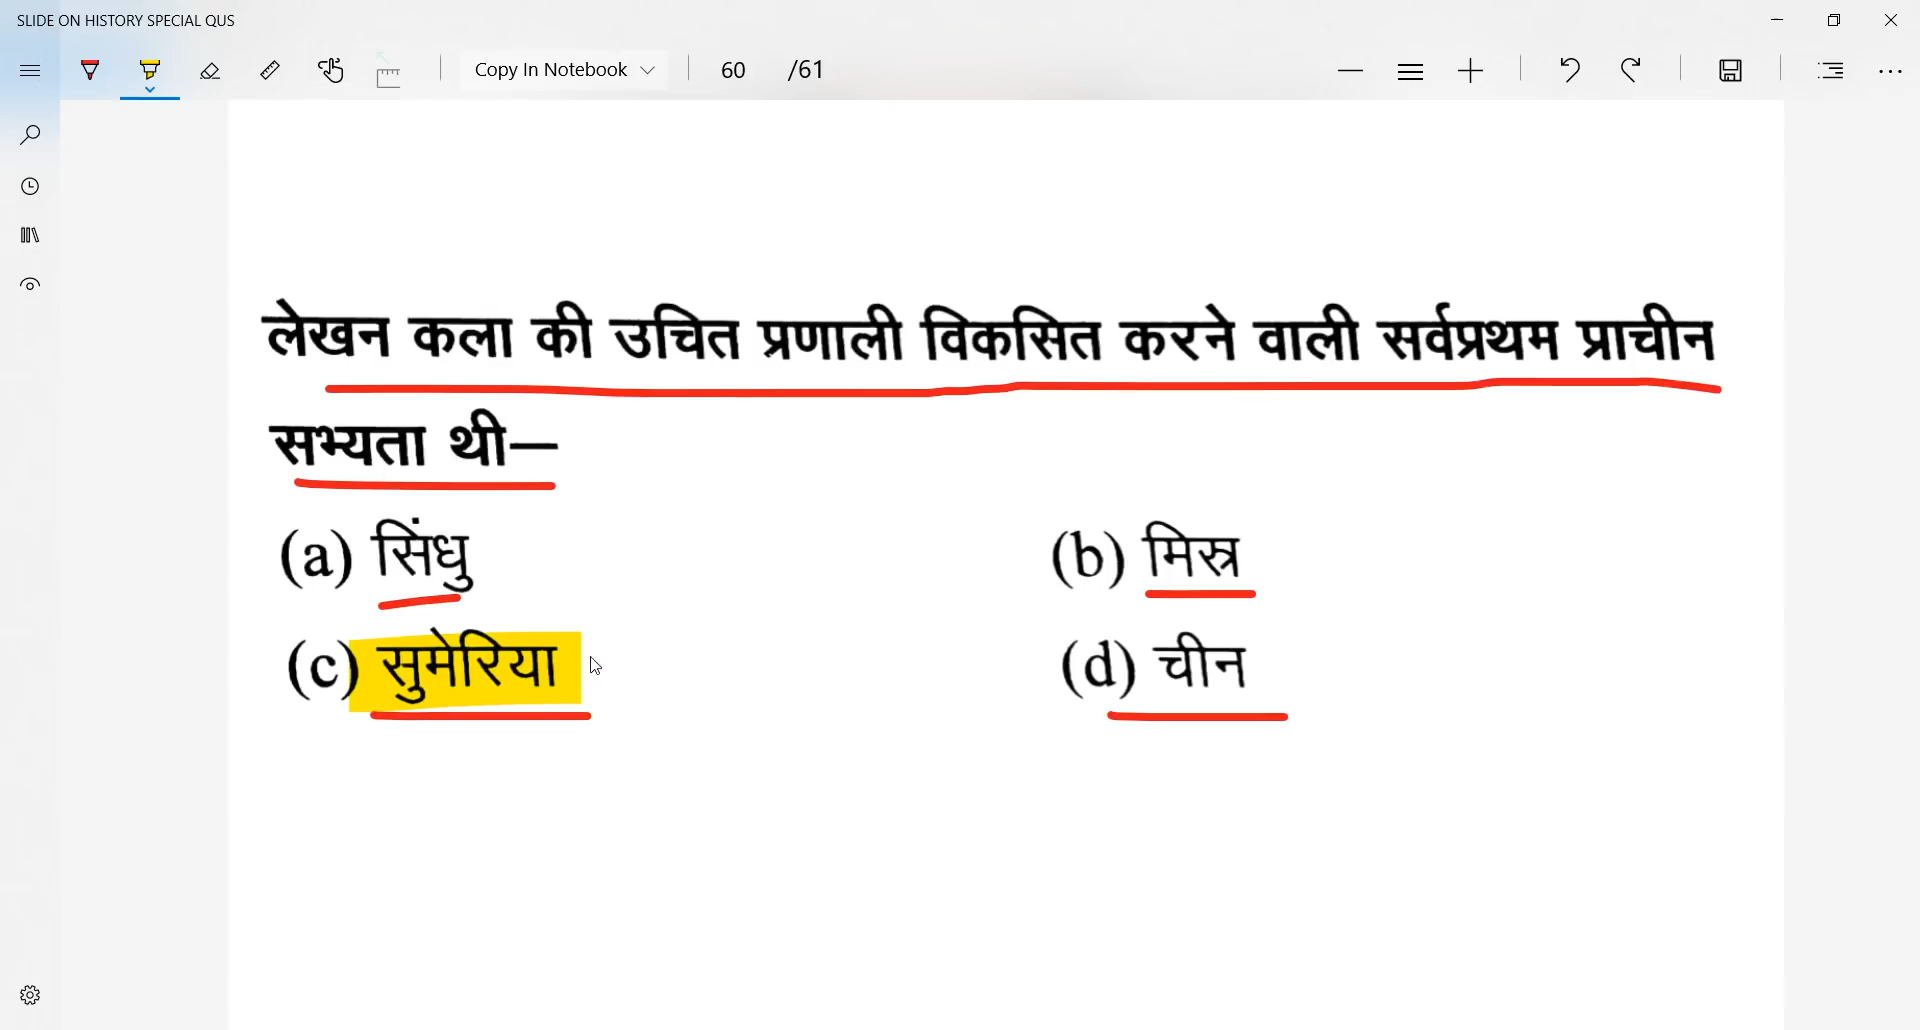 SLIDE ON HISTORY SPECIAL QUS
Copy In Notebook 60 /61
लेखन कला की उचित प्रणाली विकसित करने वाली सर्वप्रथम प्राचीन
सभ्यता थी—
(a) सिंधु (b) मिस्र
(c) सुमेरिया (d) चीन